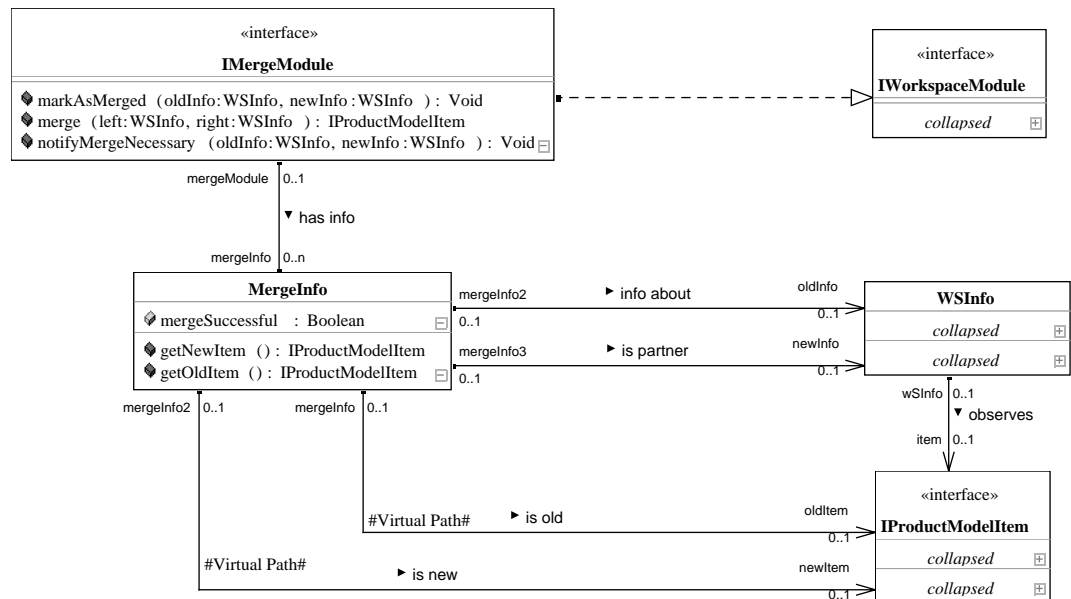 «interface»
IMergeModule
markAsMerged (oldInfo:WSInfo, newInfo:WSInfo ) : Void
merge (left:WSInfo, right:WSInfo ) : IProductModelItem
notifyMergeNecessary (oldInfo:WSInfo, newInfo:WSInfo ) : Void
«interface»
IWorkspaceModule
collapsed
mergeModule 0..1
has info
mergeInfo 0..n
MergeInfo
mergeSuccessful : Boolean
getNewItem () : IProductModelItem
getOldItem () : IProductModelItem
mergeInfo2 info about oldInfo
0..1 0..1
mergeInfo3 is partner newInfo
0..1 0..1
WSInfo
collapsed
collapsed
mergeInfo2 0..1 mergeInfo 0..1
wSInfo 0..1
observes
item 0..1
#Virtual Path# is old oldItem
0..1
#Virtual Path# is new newItem
0..1
«interface»
IProductModelItem
collapsed
collapsed